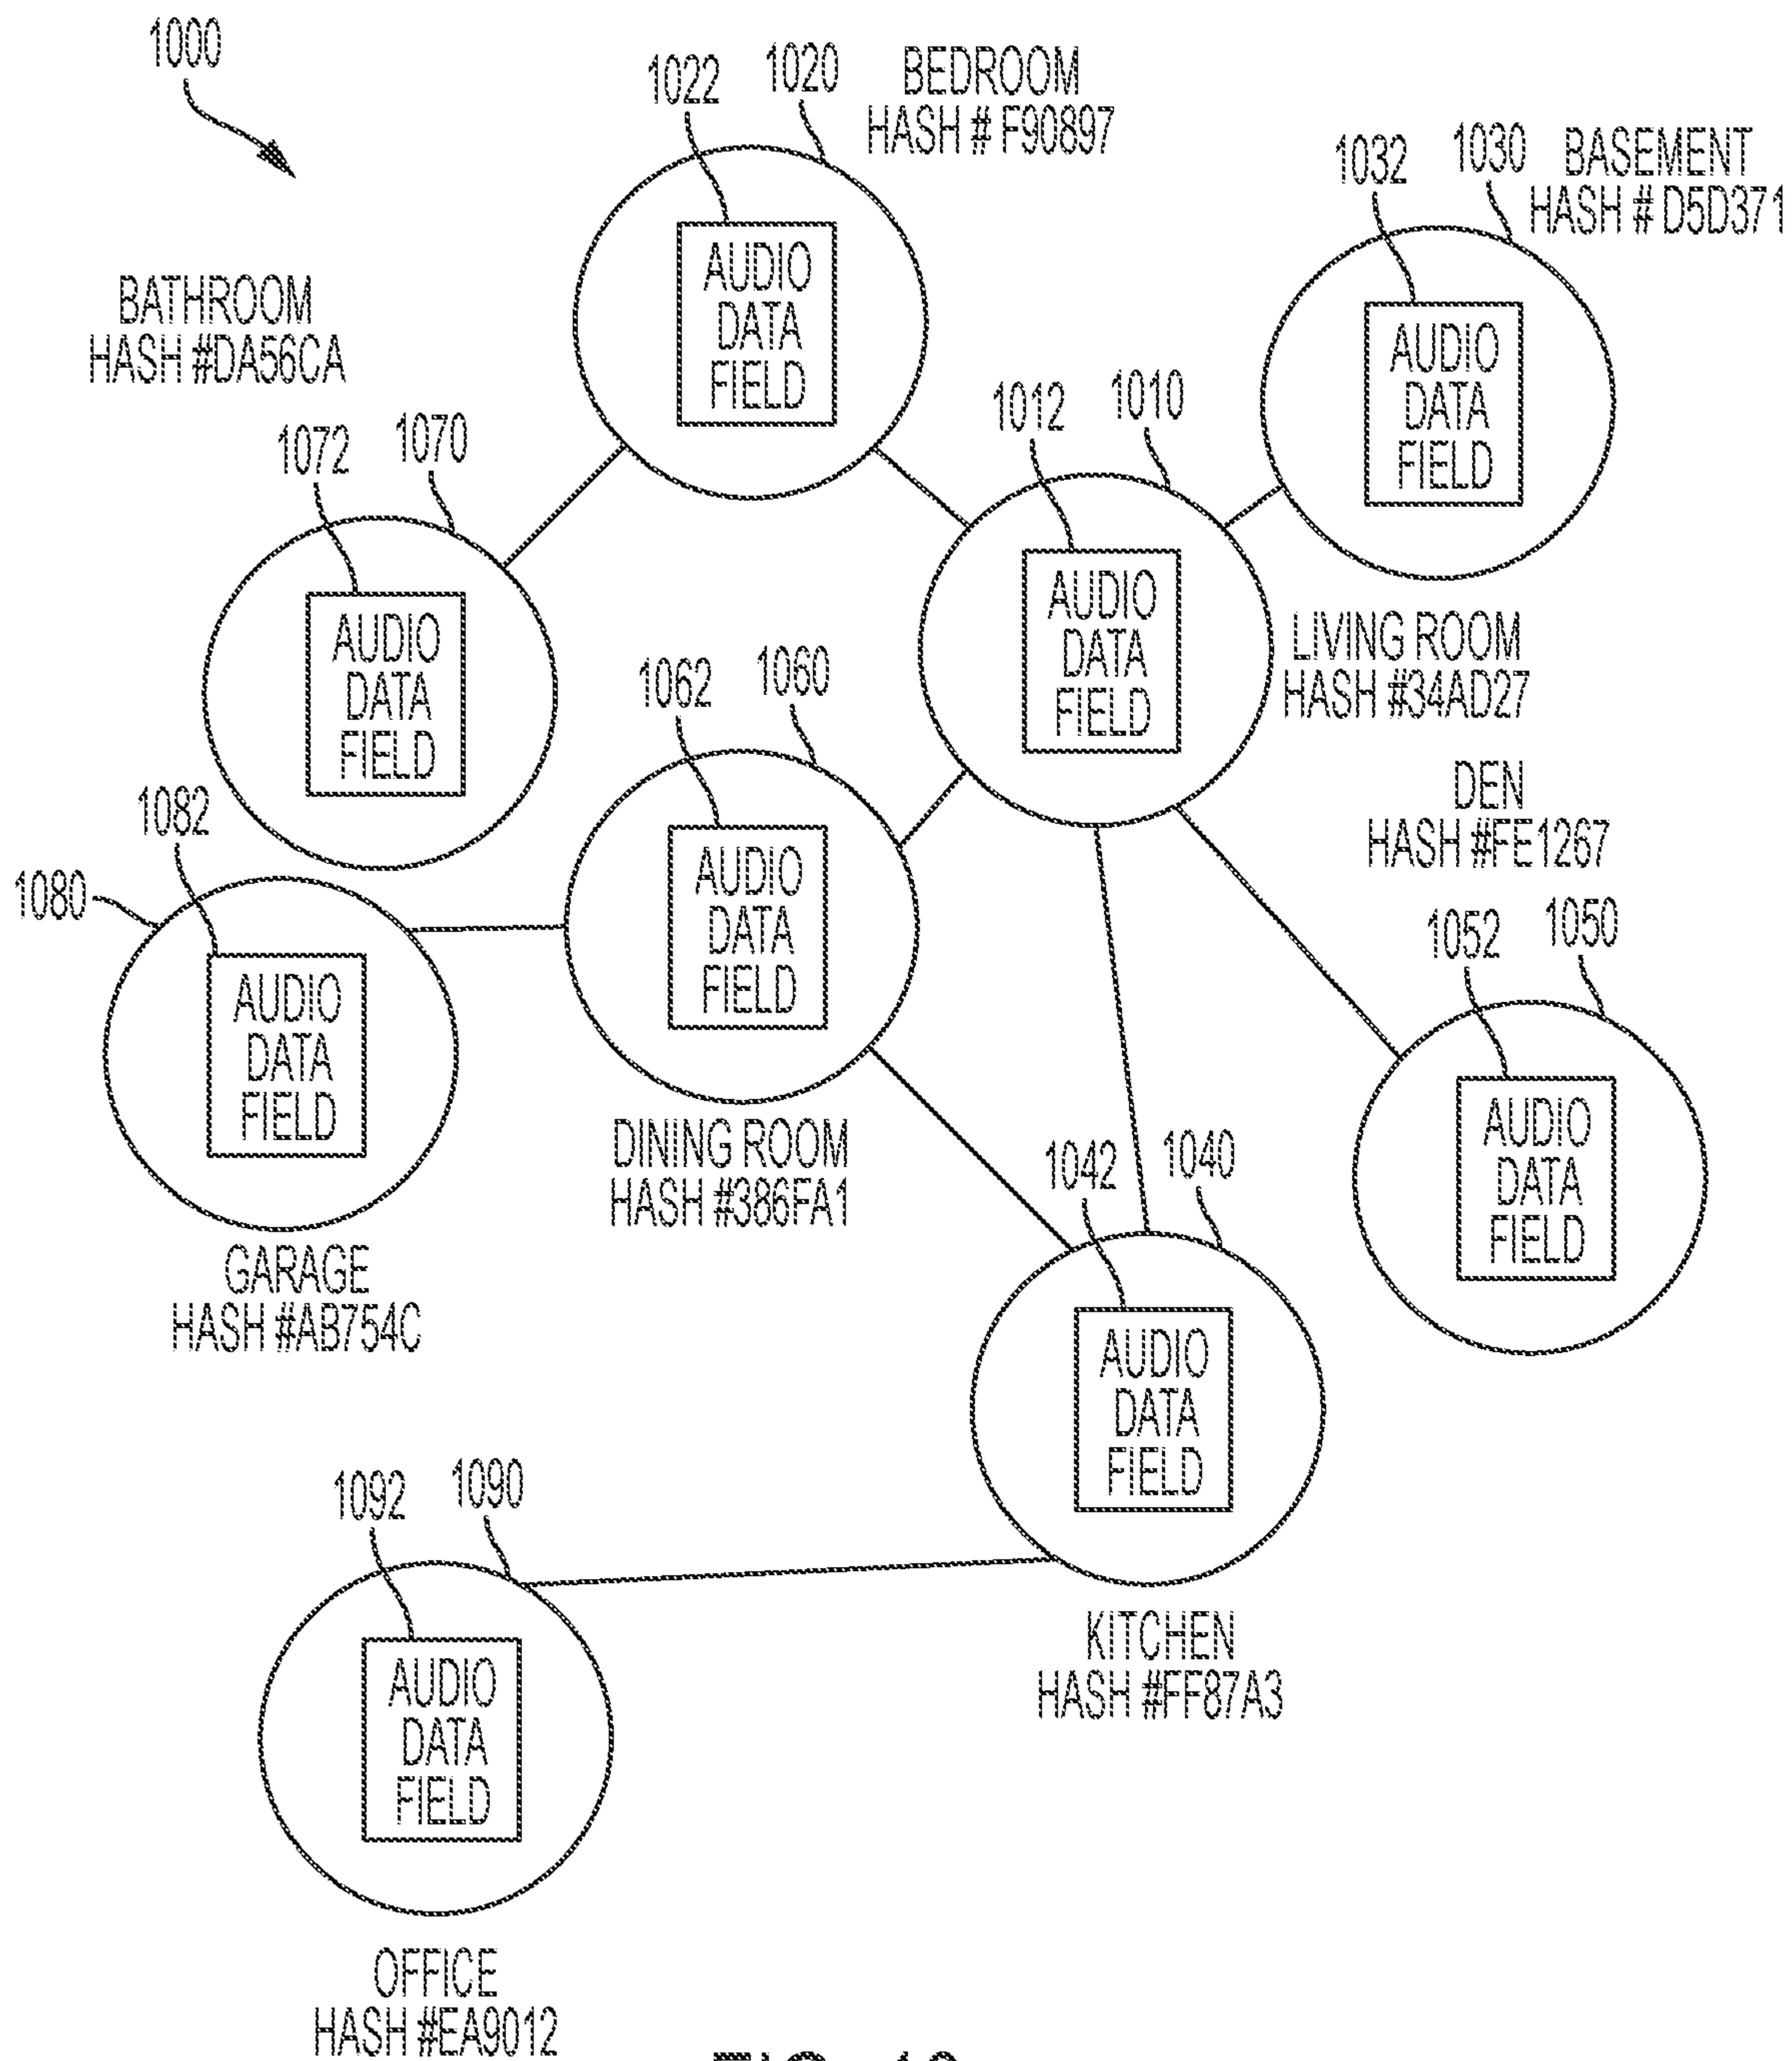 1000
1022
1020
BEDROOM
HASH # F90897
1032
1030
BASEMENT
HASH # D5D371
BATHROOM
HASH #DA56CA
AUDIO
DATA
FIELD
AUDIO
DATA
FIELD
1012
1010
1072
1070
AUDIO
DATA
FIELD
LIVING ROOM
HASH #34AD27
AUDIO
DATA
FIELD
1062
1060
DEN
HASH #FE1267
1082
1080
AUDIO
DATA
FIELD
1052
1050
AUDIO
DATA
FIELD
AUDIO
DATA
FIELD
DINING ROOM
HASH #386FA1
1042
1040
GARAGE
HASH #AB754C
AUDIO
DATA
FIELD
1092
1090
KITCHEN
HASH #FF87A3
AUDIO
DATA
FIELD
OFFICE
HASH #EA9012